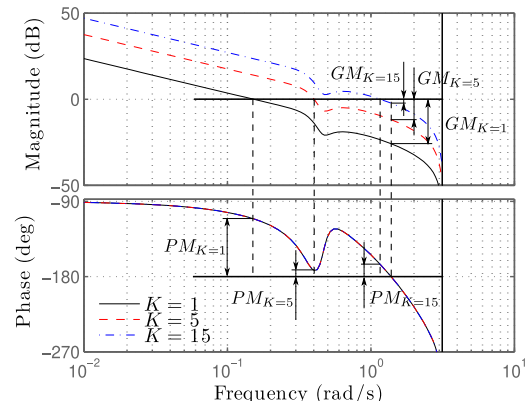 50
0
−50
Magnitude (dB)
GM_{K=15}
GM_{K=5}
GM_{K=1}
−90
−180
−270
Phase (deg)
PM_{K=1}
PM_{K=5}
PM_{K=15}
K = 1
K = 5
K = 15
10^{−2}
10^{−1}
10^{0}
10^{1}
Frequency (rad/s)